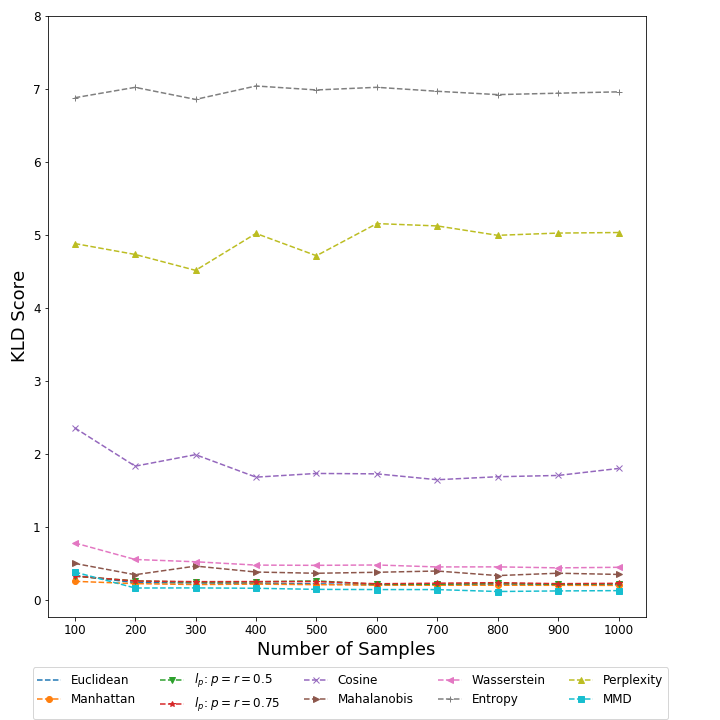 8
7
6
5
4
3
2
1
0
KLD Score
100 200 300 400 500 600 700 800 900 1000
Number of Samples
Euclidean l_p: p = r = 0.5 Cosine Wasserstein Perplexity
Manhattan l_p: p = r = 0.75 Mahalanobis Entropy MMD